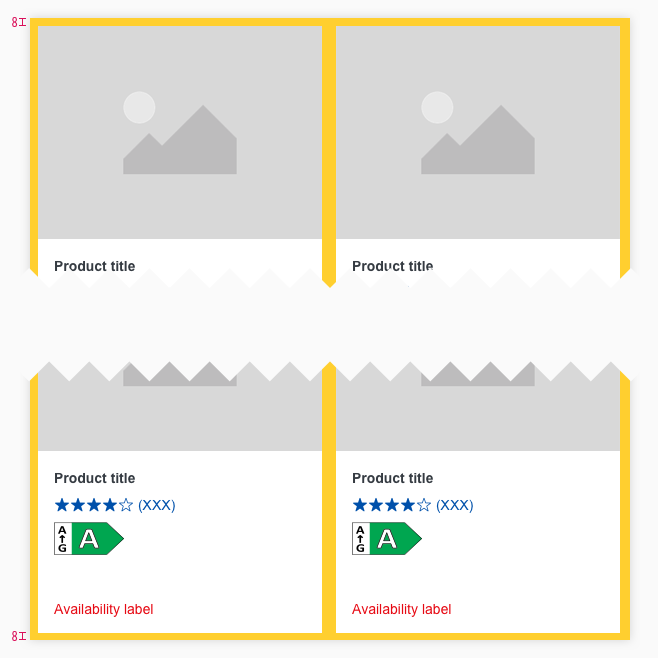 8
Product title
Product title
Product title
Product title
(XXX)
(XXX)
A
G
A
A
G
A
Availability label
Availability label
8